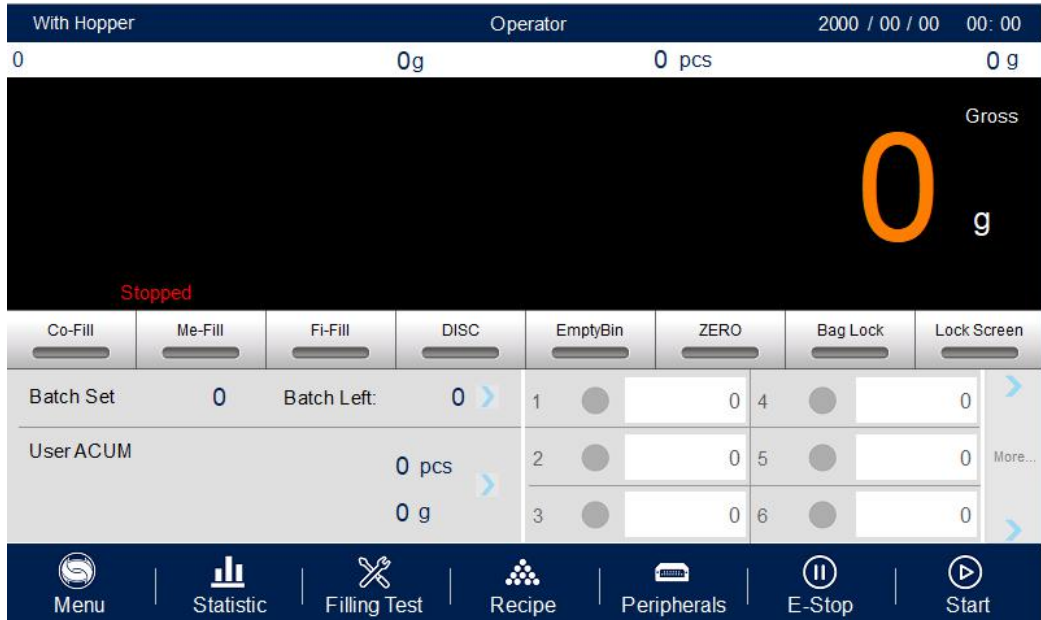 With Hopper Operator 2000 / 00 / 00 00: 00
0 0g 0 pcs 0 g
Gross
0 g
Stopped
Co-Fill Me-Fill Fi-Fill DISC EmptyBin ZERO Bag Lock Lock Screen
Batch Set 0 Batch Left: 0
User ACUM
0 pcs
0 g
1 0 4 0
2 0 5 0
3 0 6 0
More...
Menu Statistic Filling Test Recipe Peripherals E-Stop Start